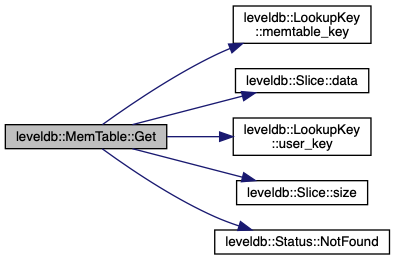 leveldb::LookupKey
::memtable_key
leveldb::Slice::data
leveldb::MemTable::Get
leveldb::LookupKey
::user_key
leveldb::Slice::size
leveldb::Status::NotFound